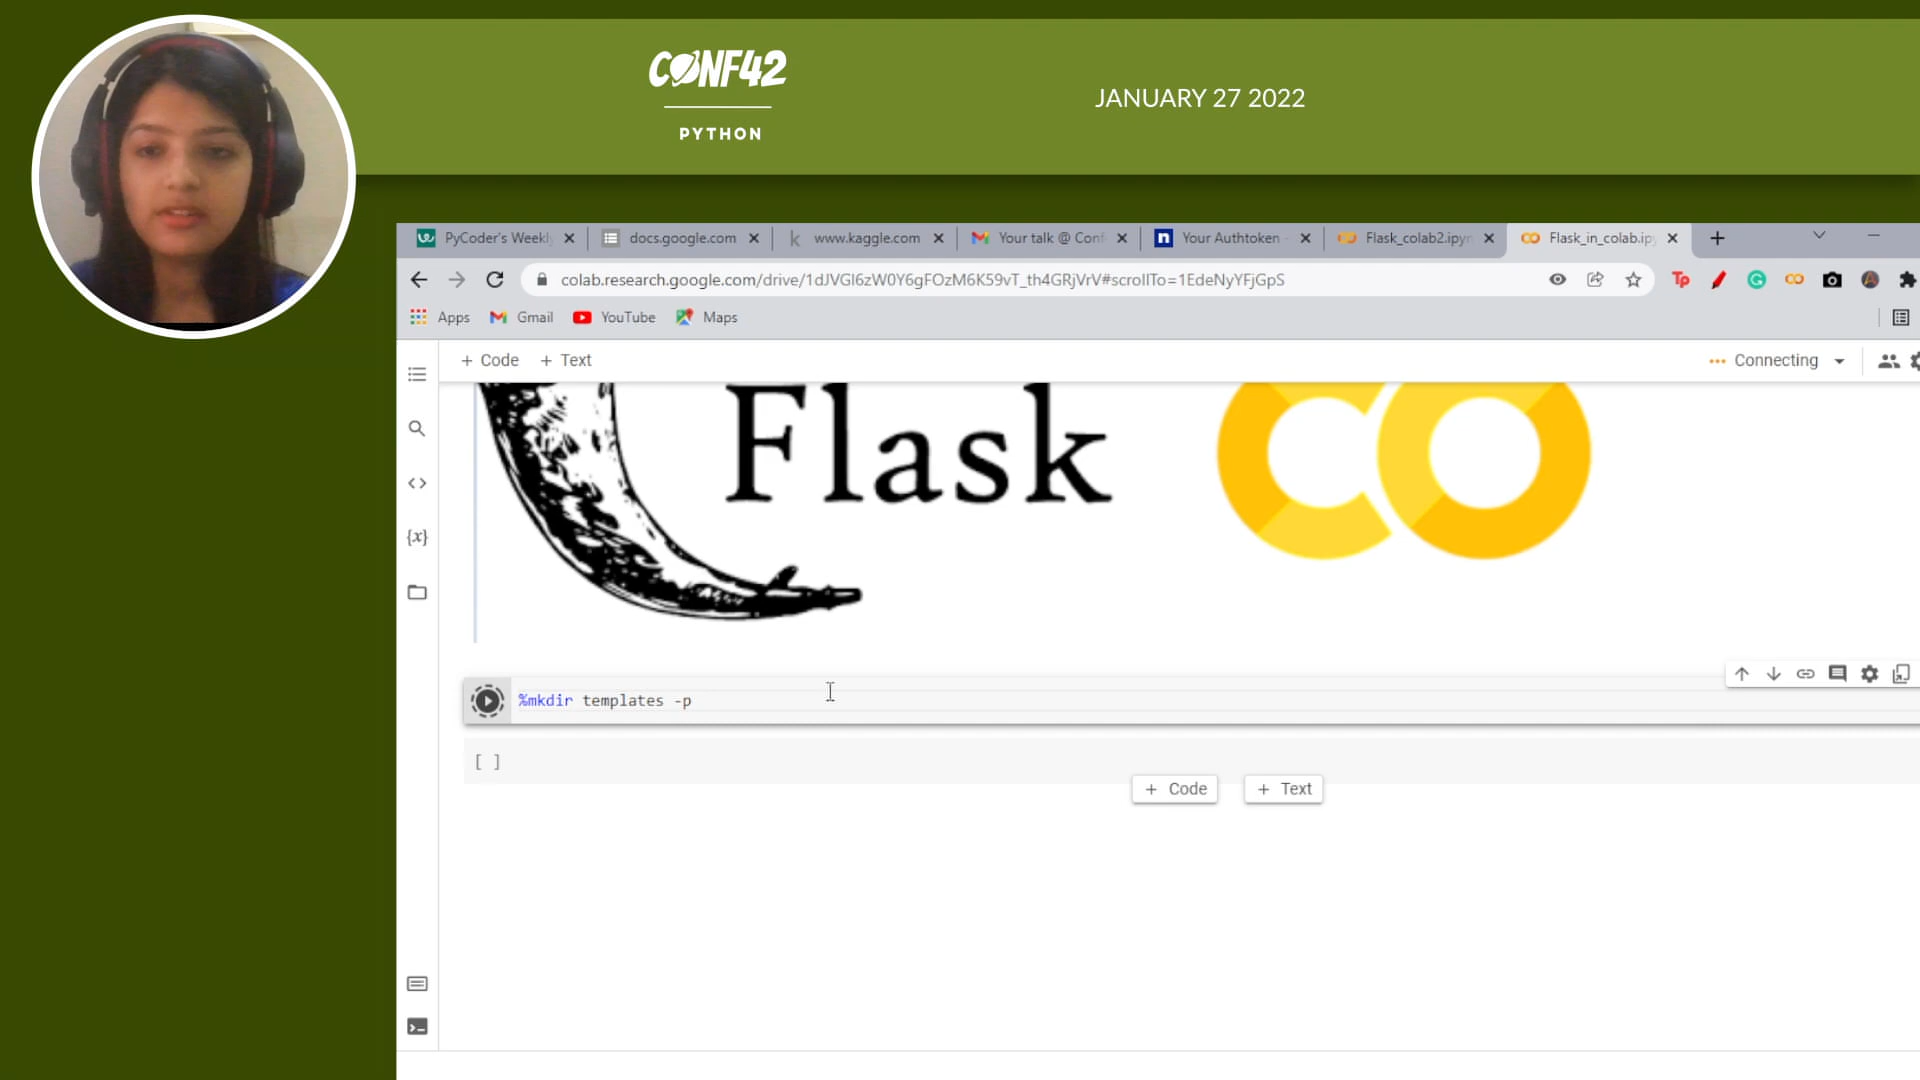 CONF42
PYTHON
JANUARY 27 2022
PyCoder's Weekly
docs.google.com
www.kaggle.com
Your talk @ Conf
Your Authtoken -
Flask_colab2.ipyn
Flask_in_colab.ipy
colab.research.google.com/drive/1dJVGl6zW0Y6gFOzM6K59vT_th4GRjVrV#scrollTo=1EdeNyYFjGpS
Apps
Gmail
YouTube
Maps
+ Code + Text
Connecting
Flask
%mkdir templates -p
[ ]
+ Code
+ Text